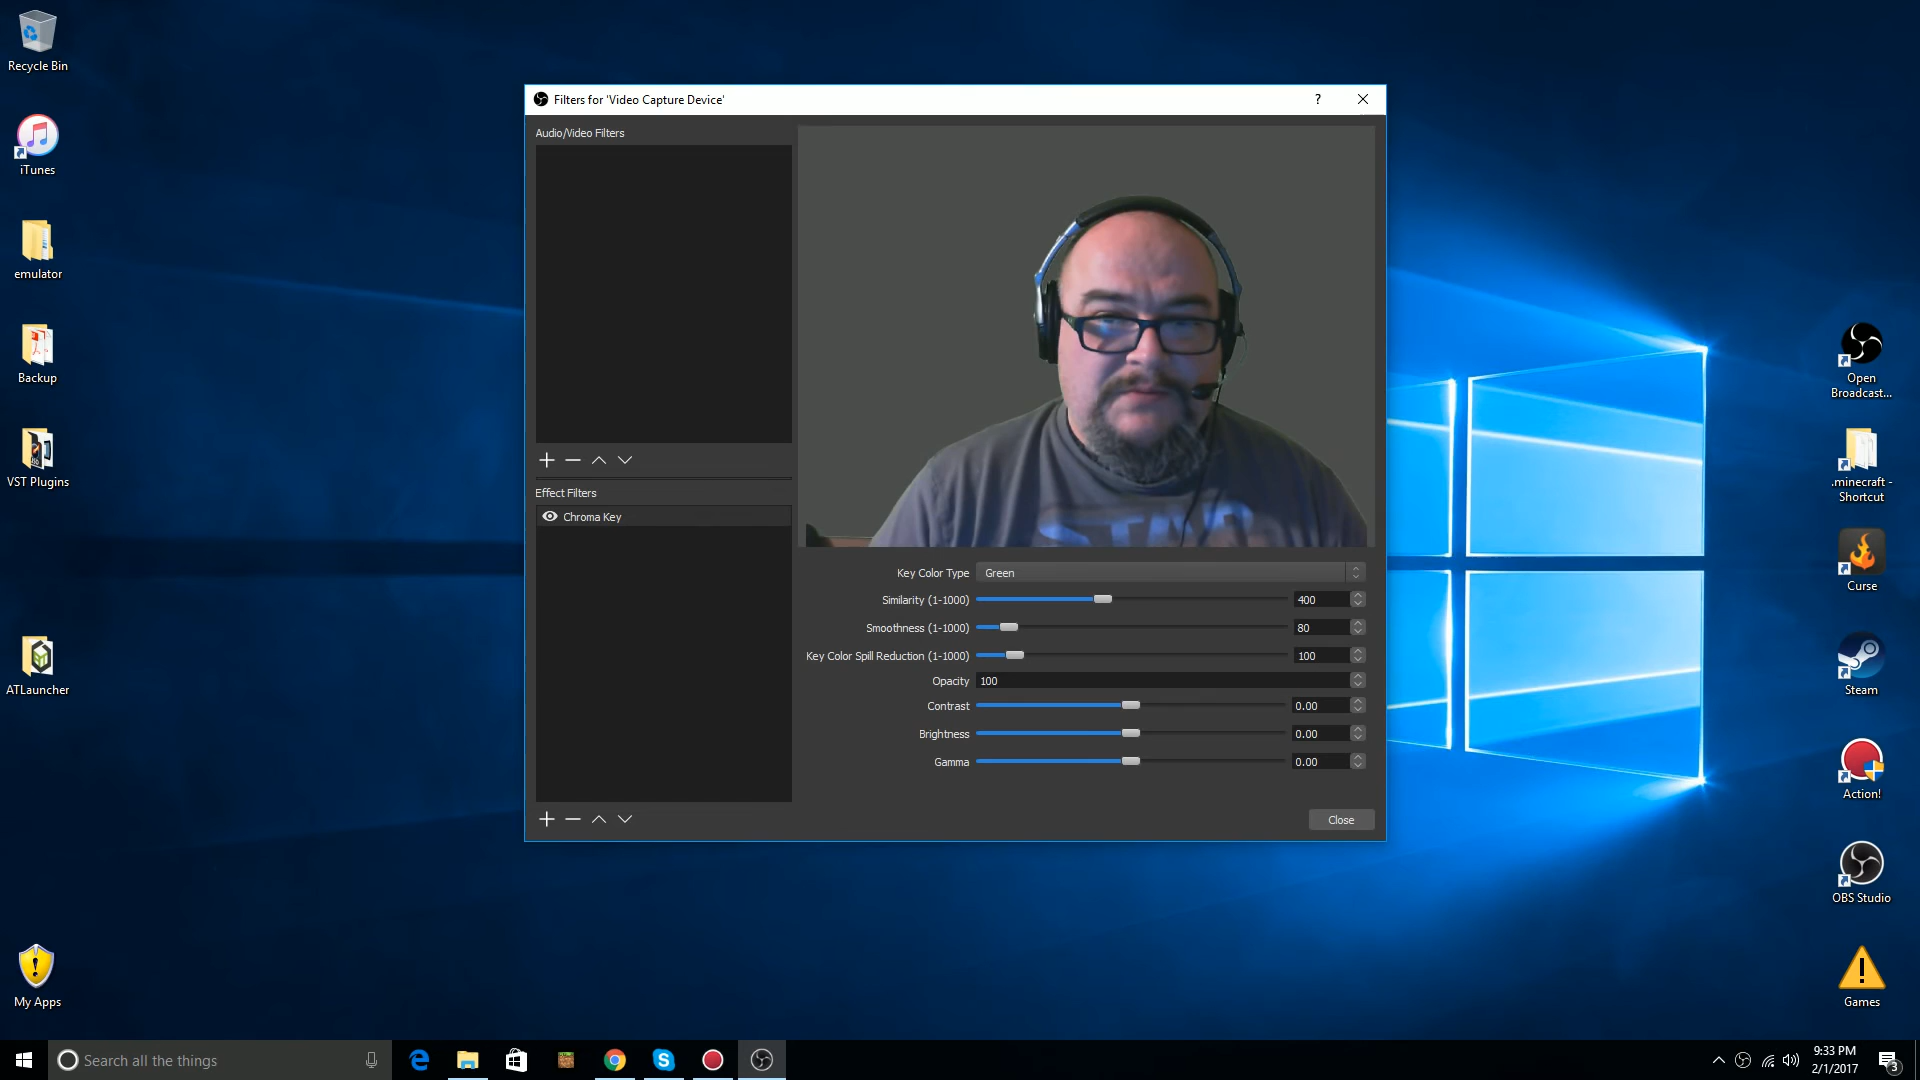 Recycle Bin
iTunes
emulator
Backup
VST Plugins
ATLauncher
My Apps
Filters for 'Video Capture Device'
?
Audio/Video Filters
Effect Filters
Chroma Key
Key Color Type
Green
Similarity (1-1000)
400
Smoothness (1-1000)
80
Key Color Spill Reduction (1-1000)
100
Opacity
100
Contrast
0.00
Brightness
0.00
Gamma
0.00
Close
Open
Broadcast...
.minecraft -
Shortcut
Curse
Steam
Action!
OBS Studio
Games
Search all the things
9:33 PM
2/1/2017
3